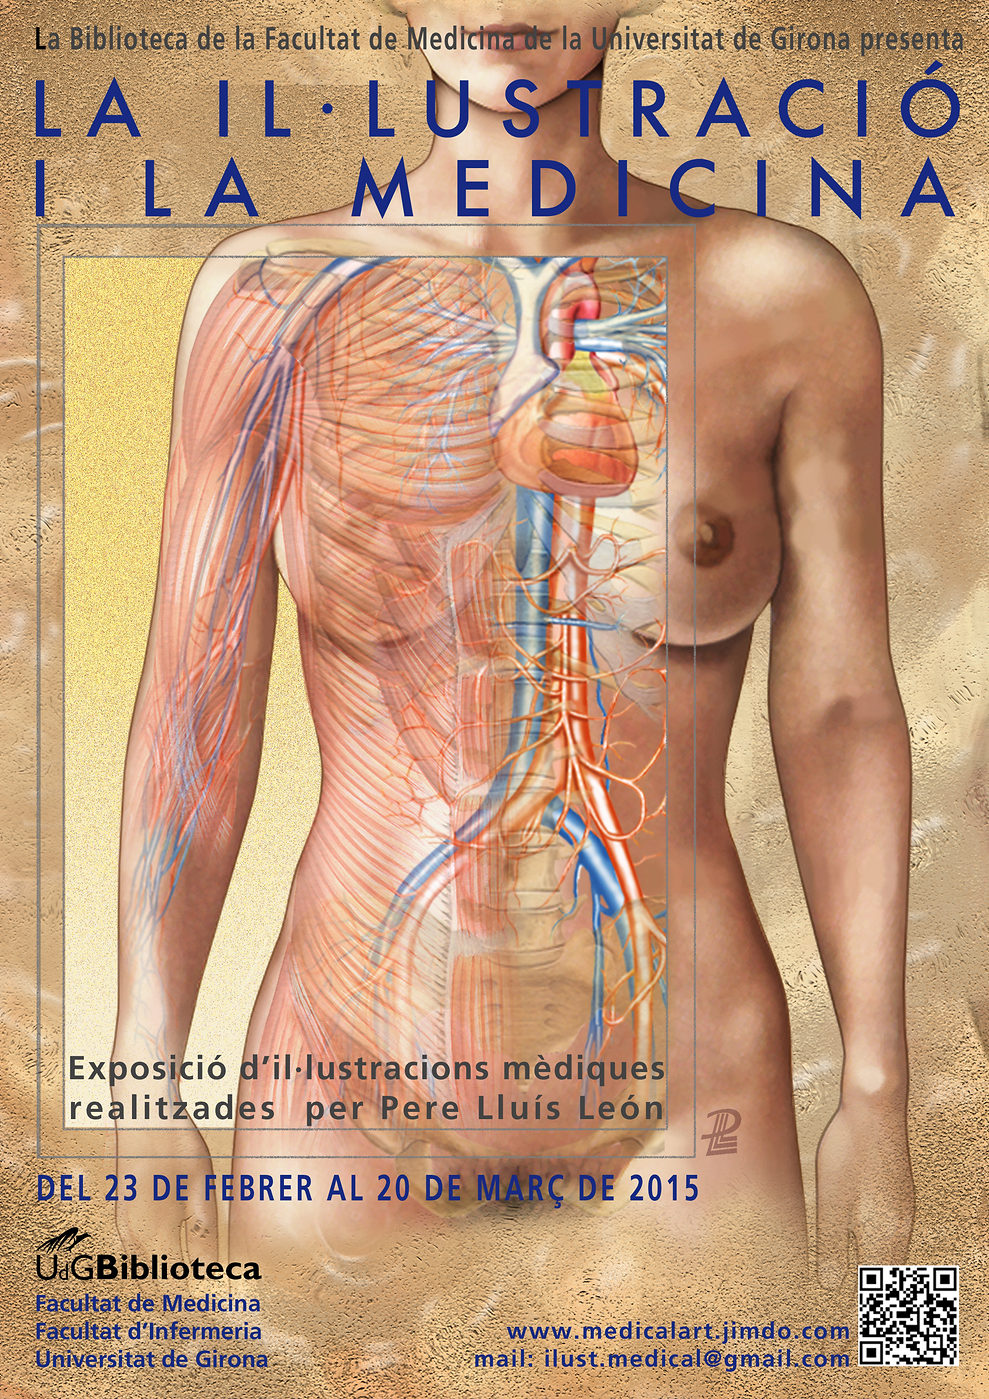 La Biblioteca de la Facultat de Medicina de la Universitat de Girona presenta
LA IL·LUSTRACIÓ
I LA MEDICINA
Exposició d’il·lustracions mèdiques
realitzades per Pere Lluís León
DEL 23 DE FEBRER AL 20 DE MARÇ DE 2015
UdGBiblioteca
Facultat de Medicina
Facultat d’Infermeria
Universitat de Girona
www.medicalart.jimdo.com
mail: ilust.medical@gmail.com